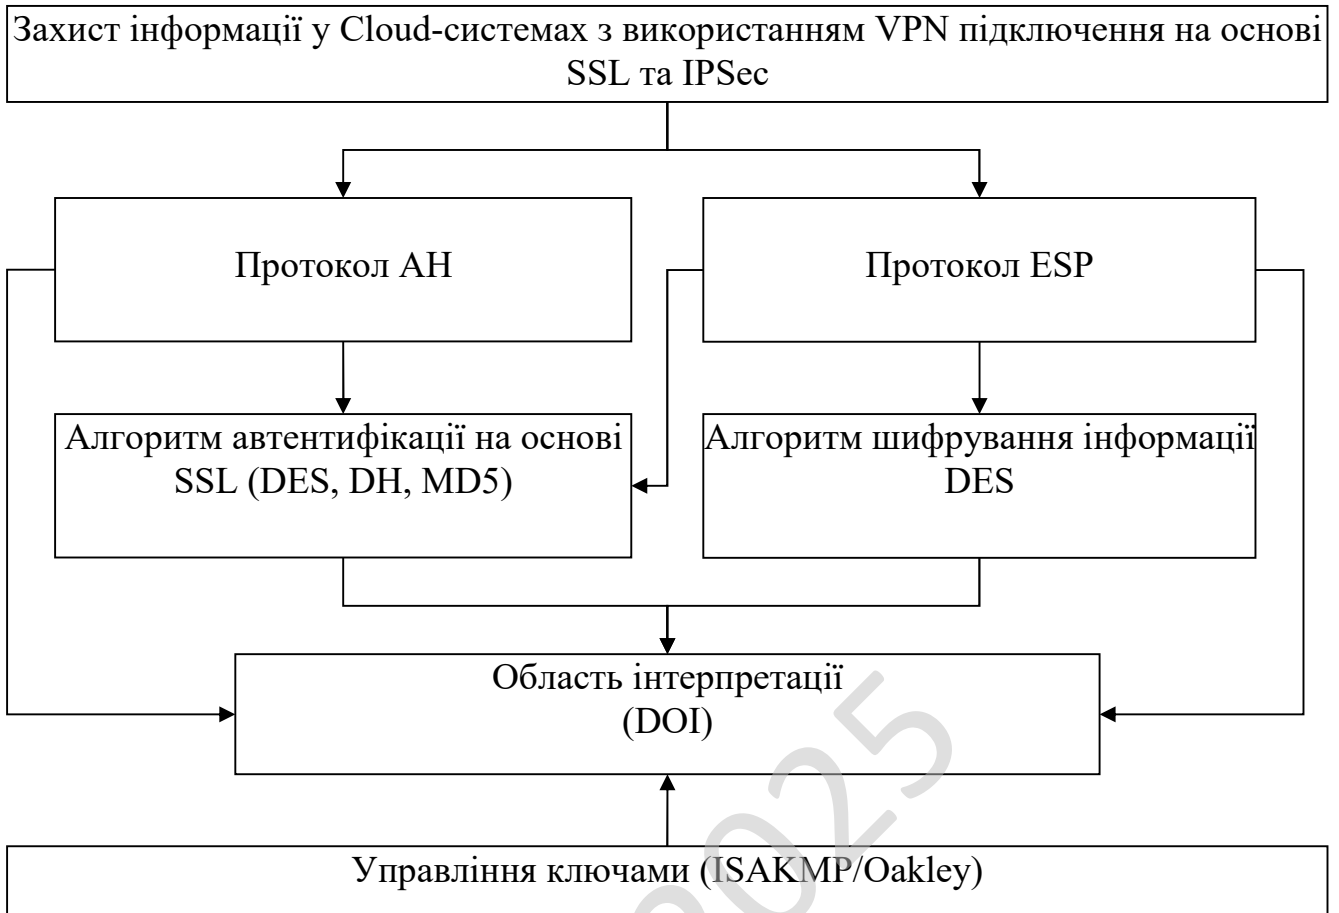 Захист інформації у Cloud-системах з використанням VPN підключення на основі
SSL та IPSec
Протокол AH
Протокол ESP
Алгоритм автентифікації на основі
SSL (DES, DH, MD5)
Алгоритм шифрування інформації
DES
Область інтерпретації
(DOI)
Управління ключами (ISAKMP/Oakley)
2025